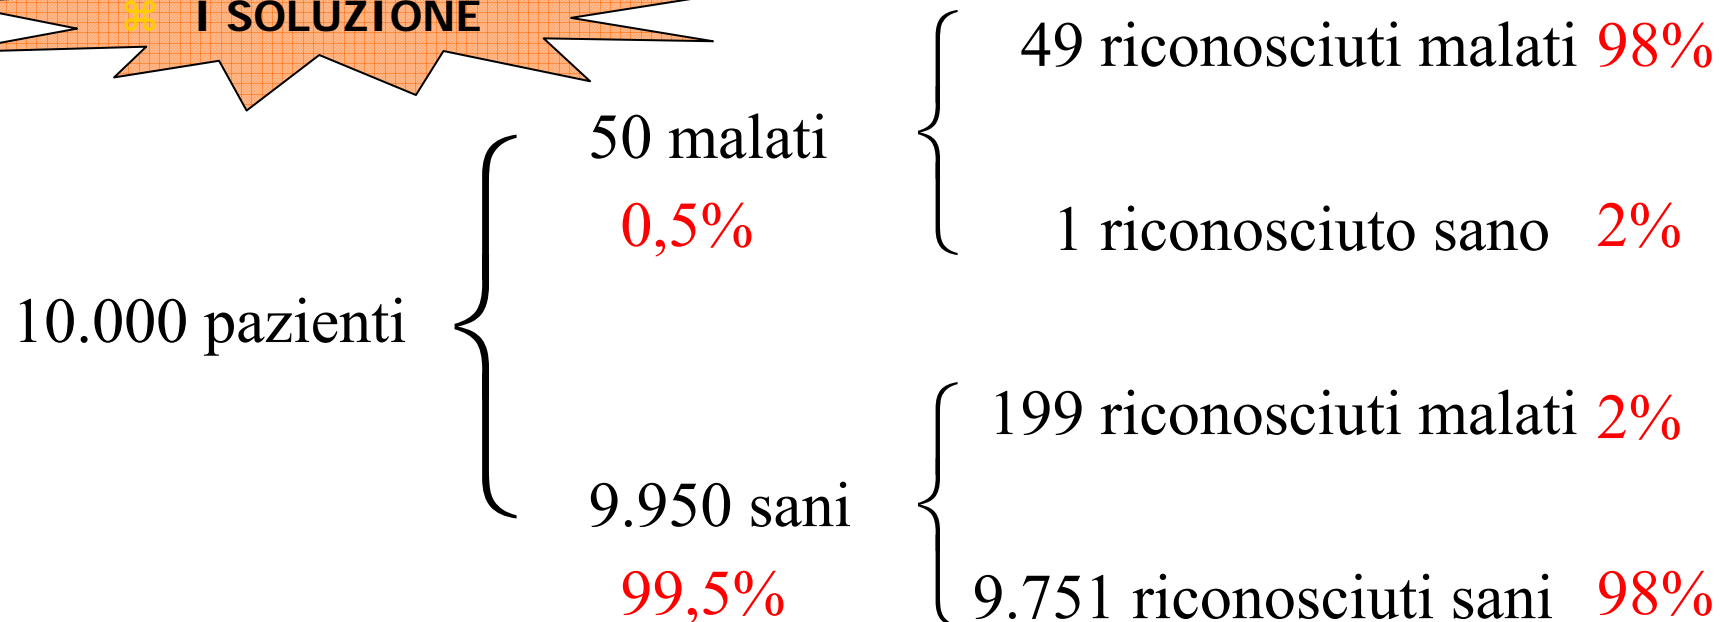 ⌘ I SOLUZIONE
49 riconosciuti malati 98%
50 malati
0,5%
1 riconosciuto sano 2%
10.000 pazienti
199 riconosciuti malati 2%
9.950 sani
99,5%
9.751 riconosciuti sani 98%